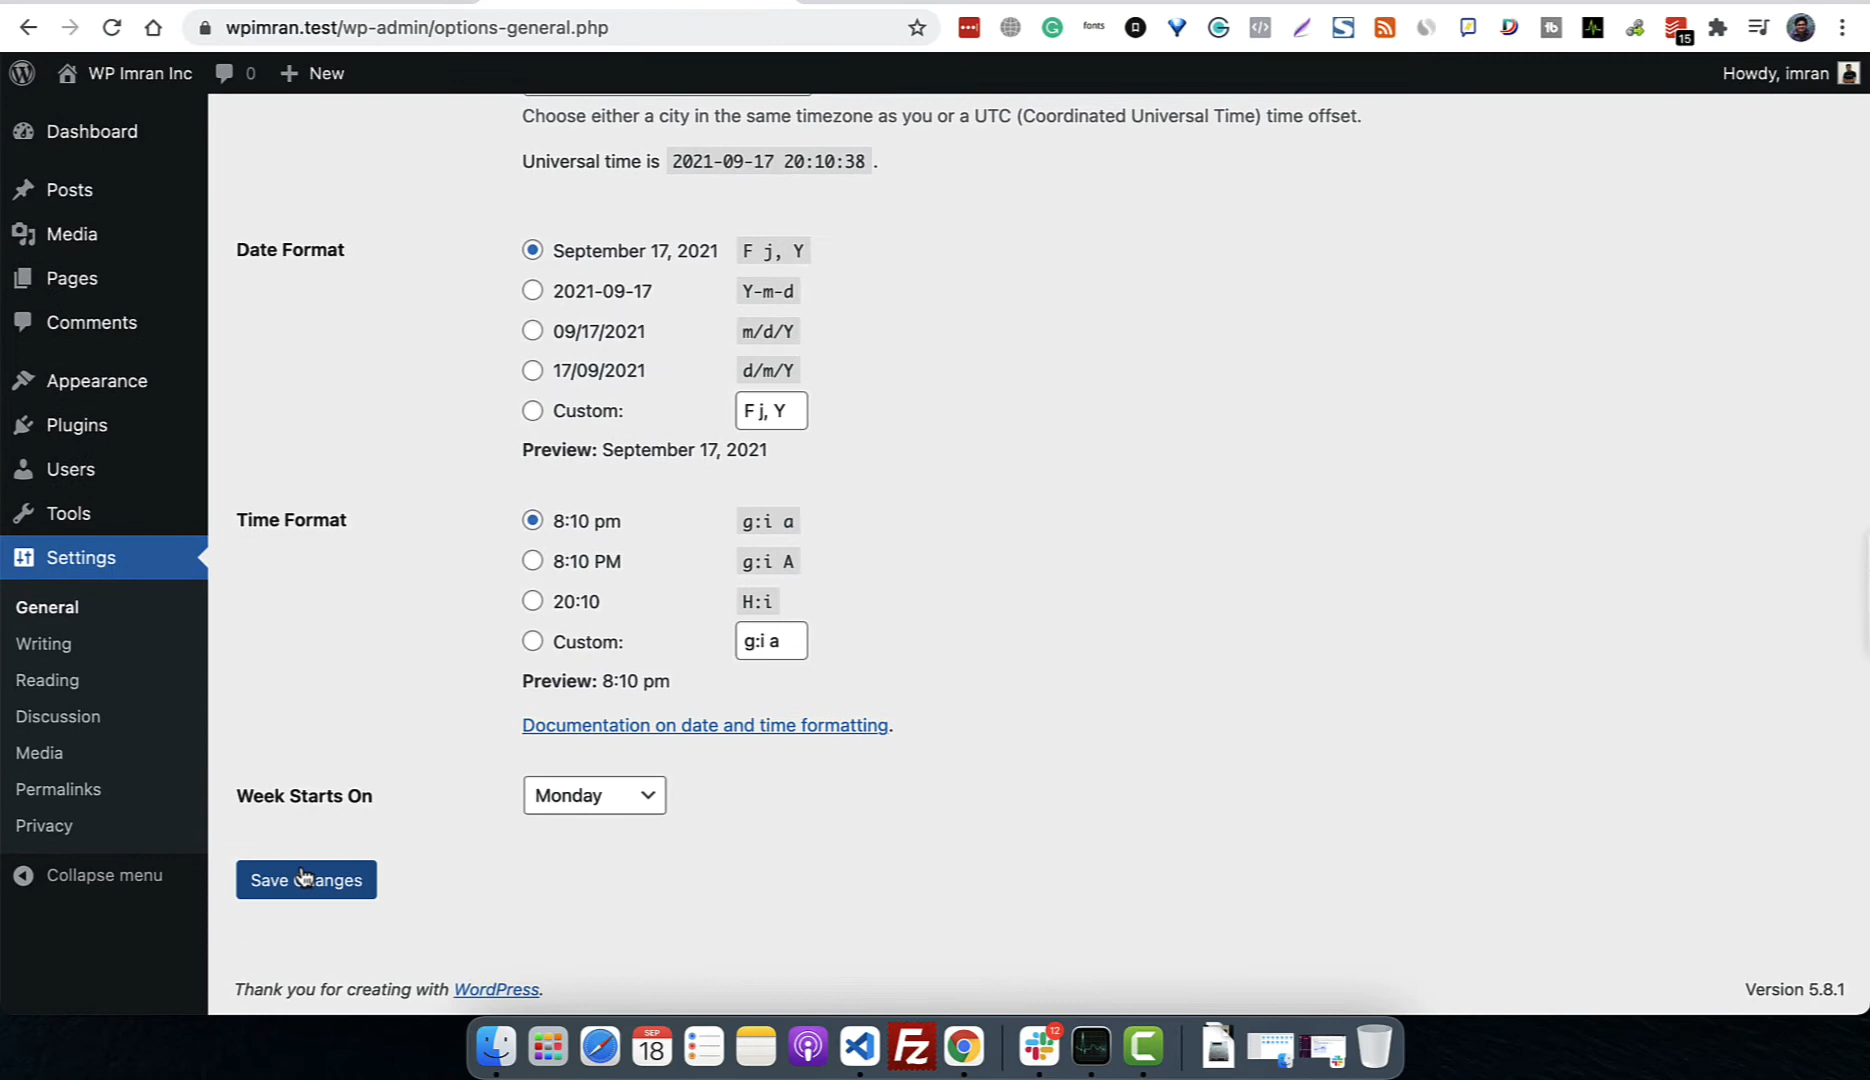 wpimran.test/wp-admin/options-general.php
fonts
15
WP Imran Inc 0 New
Howdy, imran
Dashboard
Posts
Media
Pages
Comments
Appearance
Plugins
Users
Tools
Settings
General
Writing
Reading
Discussion
Media
Permalinks
Privacy
Collapse menu
Choose either a city in the same timezone as you or a UTC (Coordinated Universal Time) time offset.
Universal time is 2021-09-17 20:10:38 .
Date Format
September 17, 2021 F j, Y
2021-09-17 Y-m-d
09/17/2021 m/d/Y
17/09/2021 d/m/Y
Custom: F j, Y
Preview: September 17, 2021
Time Format
8:10 pm g:i a
8:10 PM g:i A
20:10 H:i
Custom: g:i a
Preview: 8:10 pm
Documentation on date and time formatting.
Week Starts On Monday
Save Changes
Thank you for creating with WordPress.
Version 5.8.1
SEP
18
Fz
12